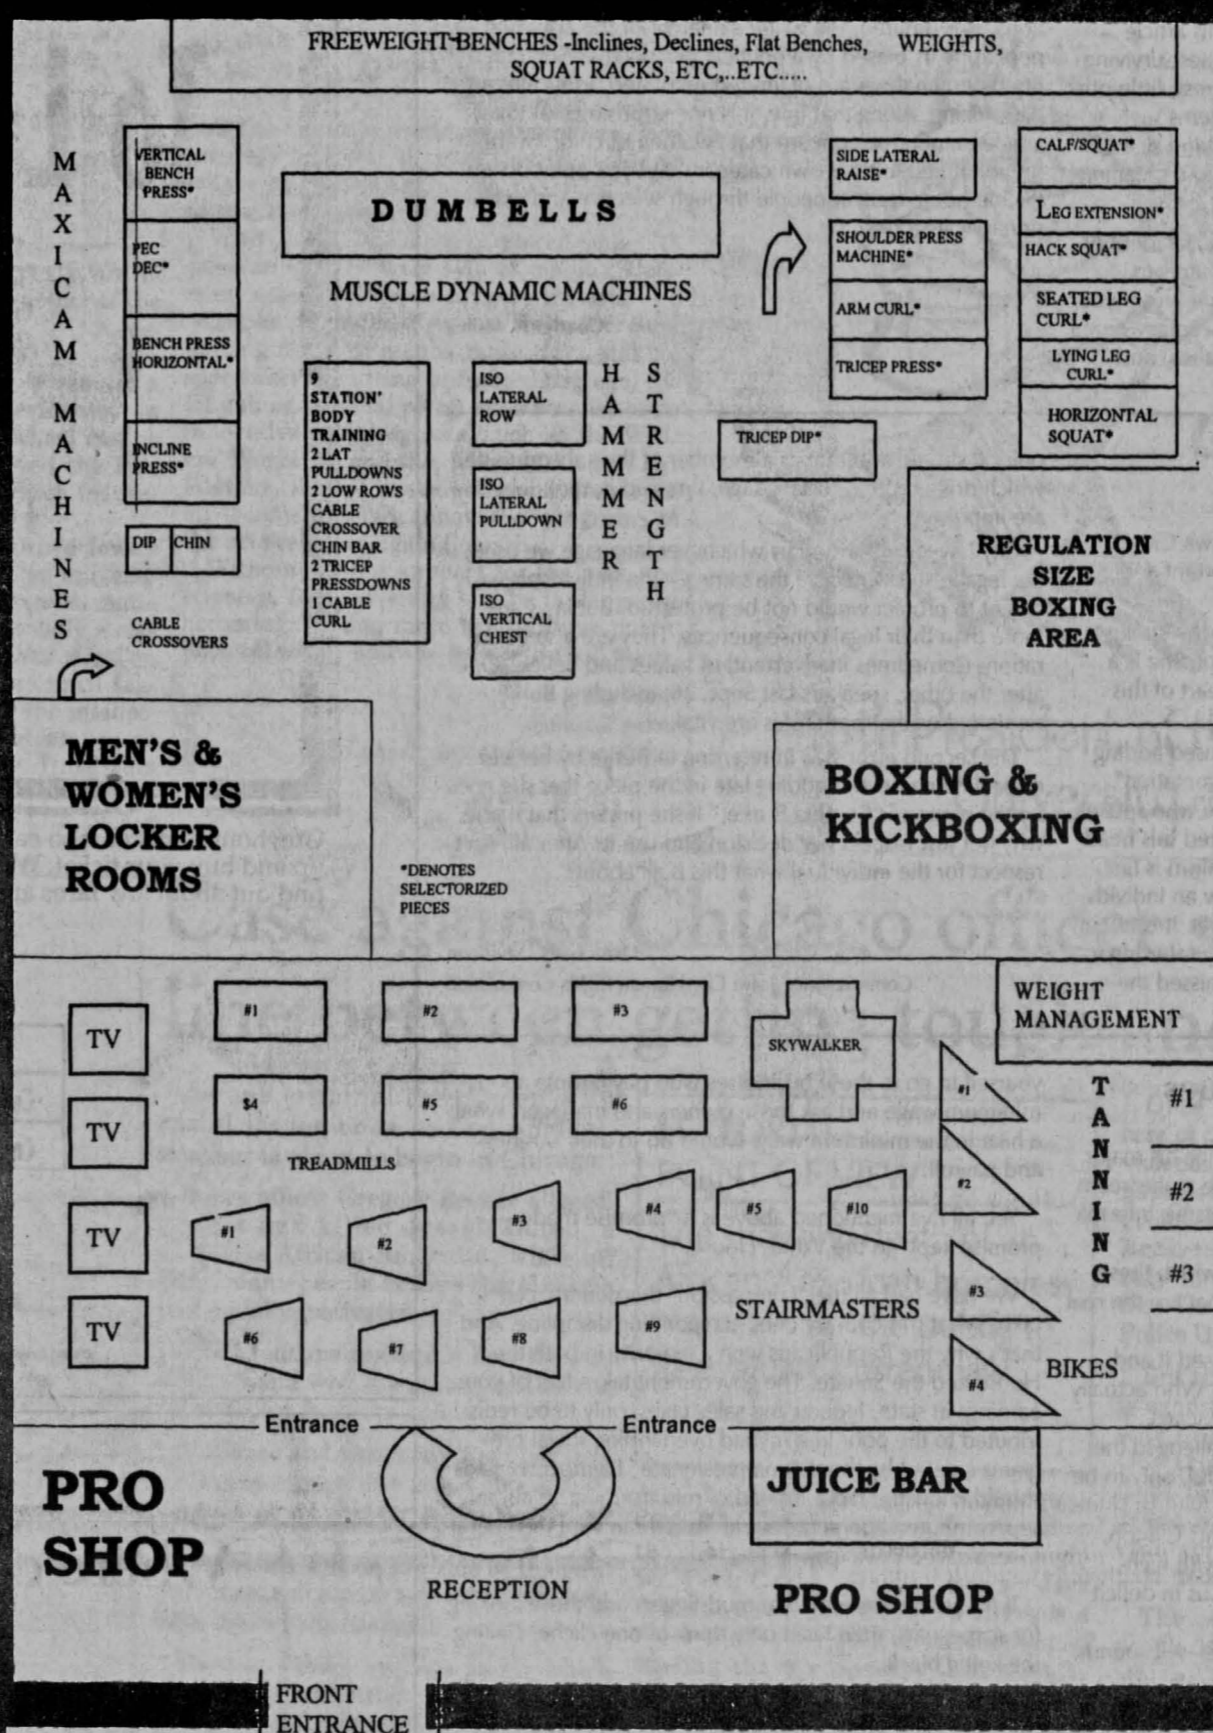 FREEWEIGHT-BENCHES -Inclines, Declines, Flat Benches, WEIGHTS,
SQUAT RACKS, ETC,..ETC.....
MAXICAM MACHINES
VERTICAL
BENCH
PRESS*
PEC
DEC*
BENCH PRESS
HORIZONTAL*
INCLINE
PRESS*
DIP CHIN
CABLE
CROSSOVERS
DUMBELLS
MUSCLE DYNAMIC MACHINES
9
STATION*
BODY
TRAINING
2 LAT
PULLDOWNS
2 LOW ROWS
CABLE
CROSSOVER
CHIN BAR
2 TRICEP
PRESSDOWNS
1 CABLE
CURL
ISO
LATERAL
ROW
ISO
LATERAL
PULLDOWN
ISO
VERTICAL
CHEST
HAMMER
STRENGTH
SIDE LATERAL
RAISE*
SHOULDER PRESS
MACHINE*
ARM CURL*
TRICEP PRESS*
TRICEP DIP*
CALF/SQUAT*
LEG EXTENSION*
HACK SQUAT*
SEATED LEG
CURL*
LYING LEG
CURL*
HORIZONTAL
SQUAT*
REGULATION
SIZE
BOXING
AREA
MEN'S &
WOMEN'S
LOCKER
ROOMS
*DENOTES
SELECTORIZED
PIECES
BOXING &
KICKBOXING
TV
TV
TV
TV
#1
#2
#3
$4
#5
#6
TREADMILLS
SKYWALKER
WEIGHT
MANAGEMENT
TANNING
#1
#2
#3
#1
#2
#3
#4
#5
#10
#6
#7
#8
#9
STAIRMASTERS
#1
#2
#3
#4
BIKES
Entrance
Entrance
PRO
SHOP
RECEPTION
JUICE BAR
PRO SHOP
FRONT
ENTRANCE